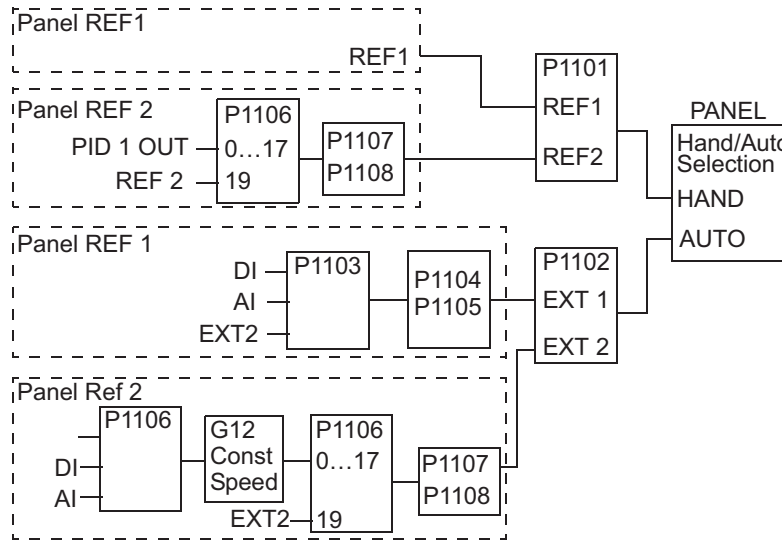 Panel REF1
REF1
Panel REF 2
P1106
PID 1 OUT
0...17
REF 2
19
P1107
P1108
P1101
REF1
REF2
PANEL
Hand/Auto
Selection
HAND
AUTO
Panel REF 1
DI
AI
EXT2
P1103
P1104
P1105
P1102
EXT 1
EXT 2
Panel Ref 2
P1106
DI
AI
G12
Const
Speed
P1106
0...17
EXT2
19
P1107
P1108